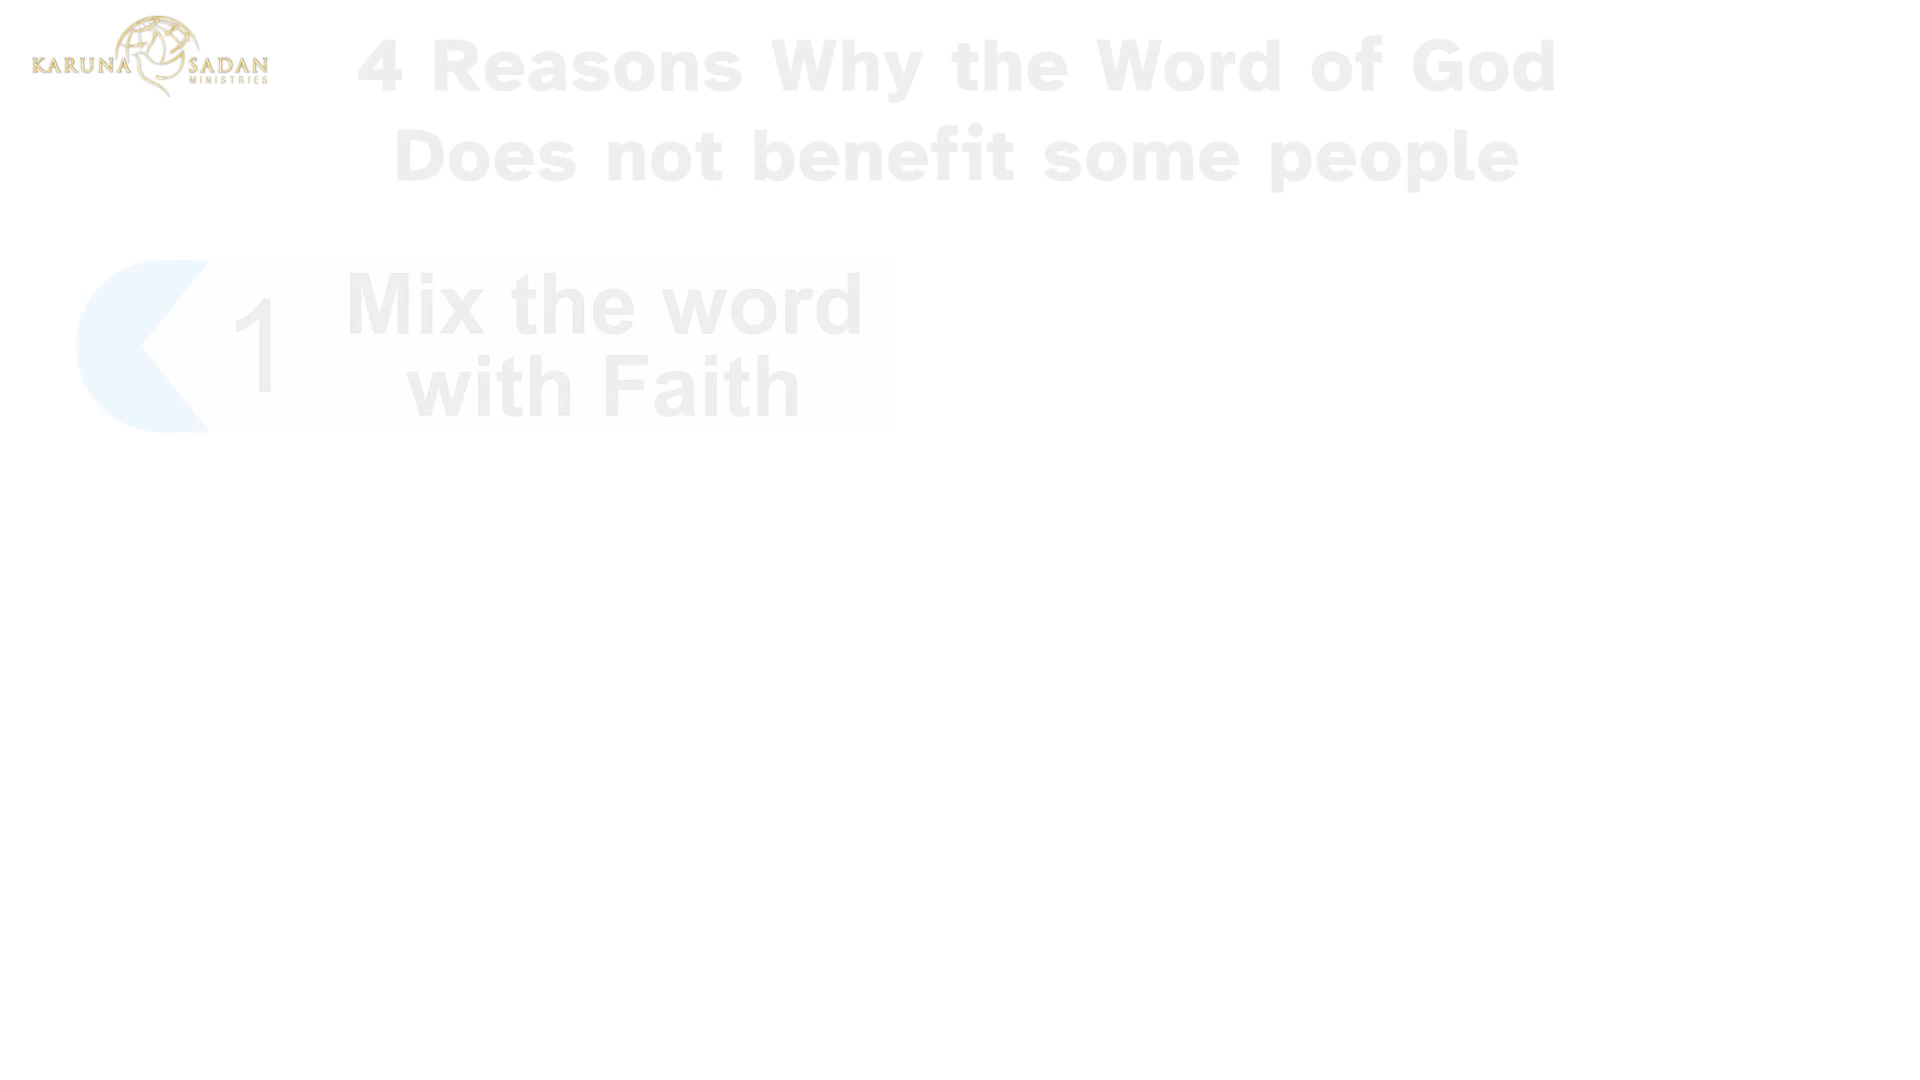 KARUNA SADAN
MINISTRIES
4 Reasons Why the Word of God
Does not benefit some people
1
Mix the word
with Faith